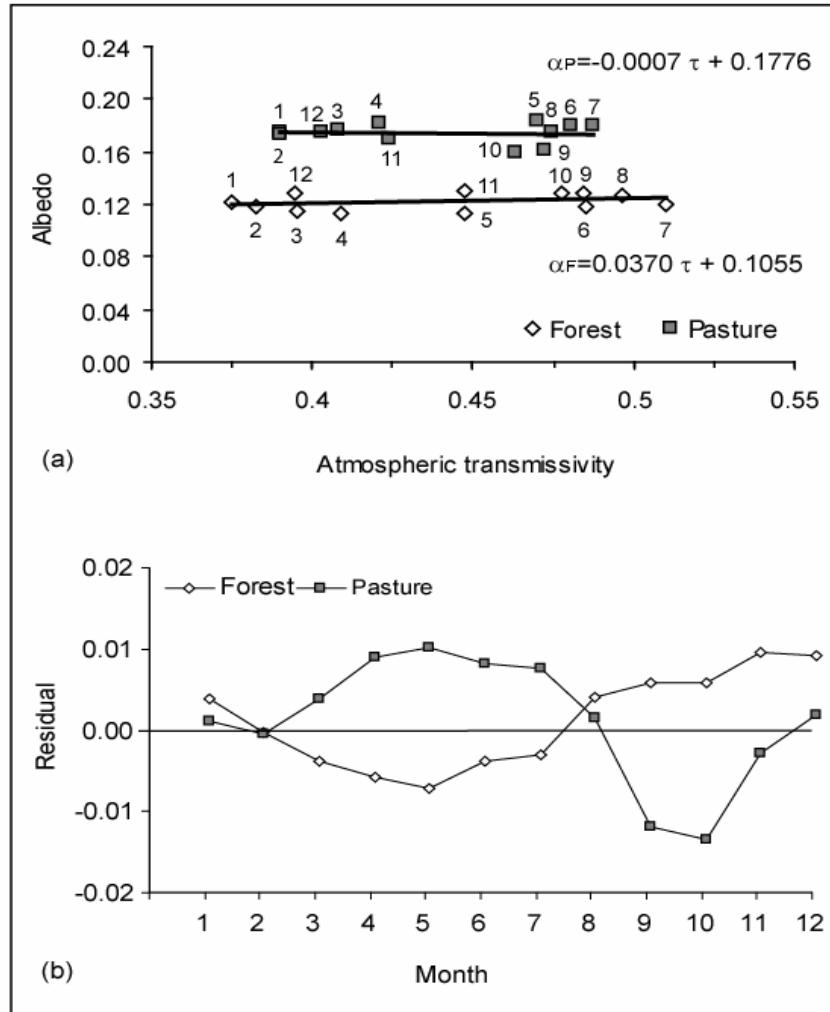 0.24
αP=-0.0007 τ + 0.1776
0.20
1 12 3 4 5 8 6 7
0.16
2 11 10 9
Albedo
1 12 11 10 9 8
0.12
2 3 4 5 6 7
0.08
αF=0.0370 τ + 0.1055
0.04
Forest Pasture
0.00
0.35 0.4 0.45 0.5 0.55
(a)
Atmospheric transmissivity
0.02
Forest Pasture
0.01
Residual
0.00
-0.01
-0.02
1 2 3 4 5 6 7 8 9 10 11 12
(b)
Month